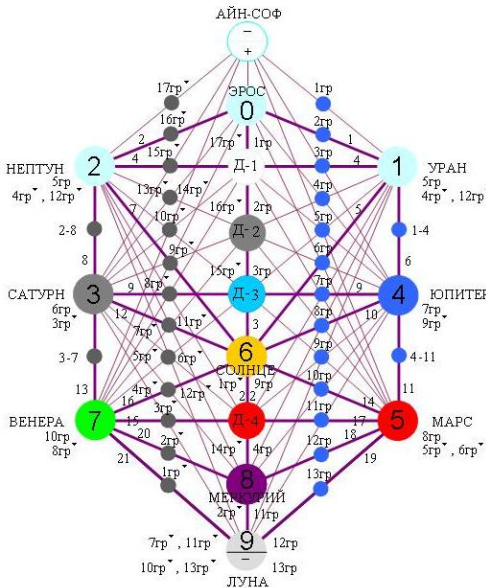 АЙН-СОФ
−
+
17гр˅ 1гр
ЭРОС
0
16гр˅ 2гр
2 1
17гр˅ 1гр
15гр˅ 3гр
НЕПТУН 2 4 Д-1 4 1 УРАН
5гр 5гр
4гр˅ , 12гр˅ 4гр˅ , 12гр
13гр˅ 14гр˅ 4гр
7 16гр˅ 2гр 5
10гр˅ 5гр
2-8 Д-2 1-4
9гр˅ 6гр
8 15гр˅ 3гр 6
8гр˅ 7гр
САТУРН 3 9 Д-3 9 4 ЮПИТЕР
6гр 7гр
3гр˅ 9гр˅
12 10
7гр˅ 11гр˅ 3 8гр
3-7 5гр˅ 6гр˅ 6 9гр 4-11
СОЛНЦЕ
13 4гр˅ 12гр˅ 1гр˅ 9гр 10гр 11
16 2 2 14
3гр˅ 11гр
ВЕНЕРА 7 15 Д-4 17 5 МАРС
10гр 8гр
8гр˅ 5гр˅ , 6гр˅
20 18
2гр˅ 14гр˅ 4гр 12гр
21 19
1гр˅ 8 13гр
МЕРКУРИЙ
2гр˅ 11гр
7гр˅ , 11гр˅ 9 12гр
−
10гр˅ , 13гр˅ 13гр
ЛУНА